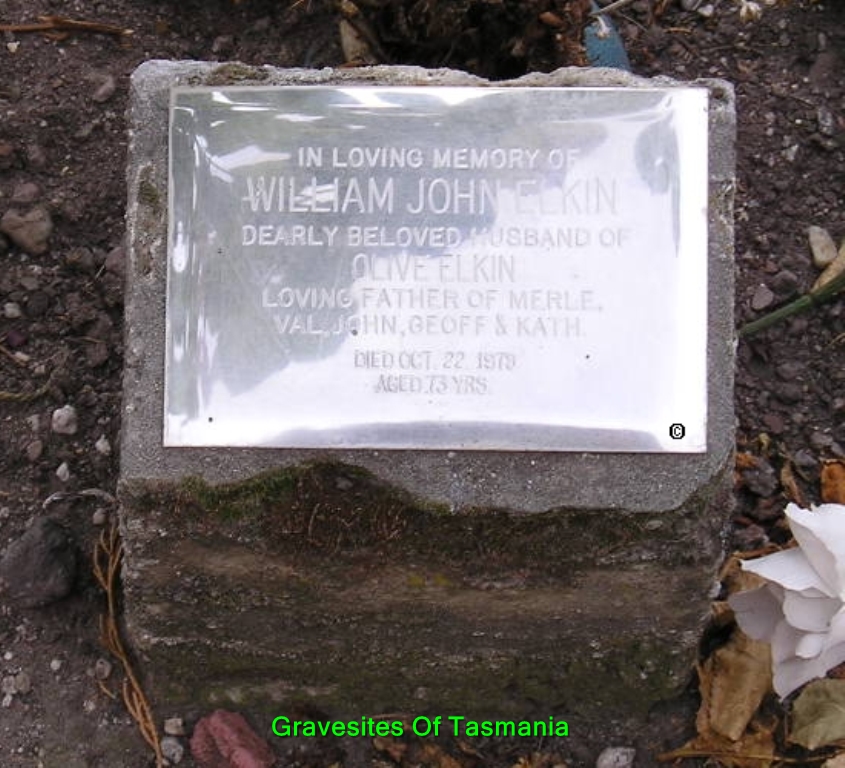 IN LOVING MEMORY OF
WILLIAM JOHN ELKIN
DEARLY BELOVED HUSBAND OF
OLIVE ELKIN
LOVING FATHER OF MERLE,
VAL, JOHN, GEOFF & KATH.
DIED OCT. 22. 1979
AGED 73 YRS.
©
Gravesites Of Tasmania